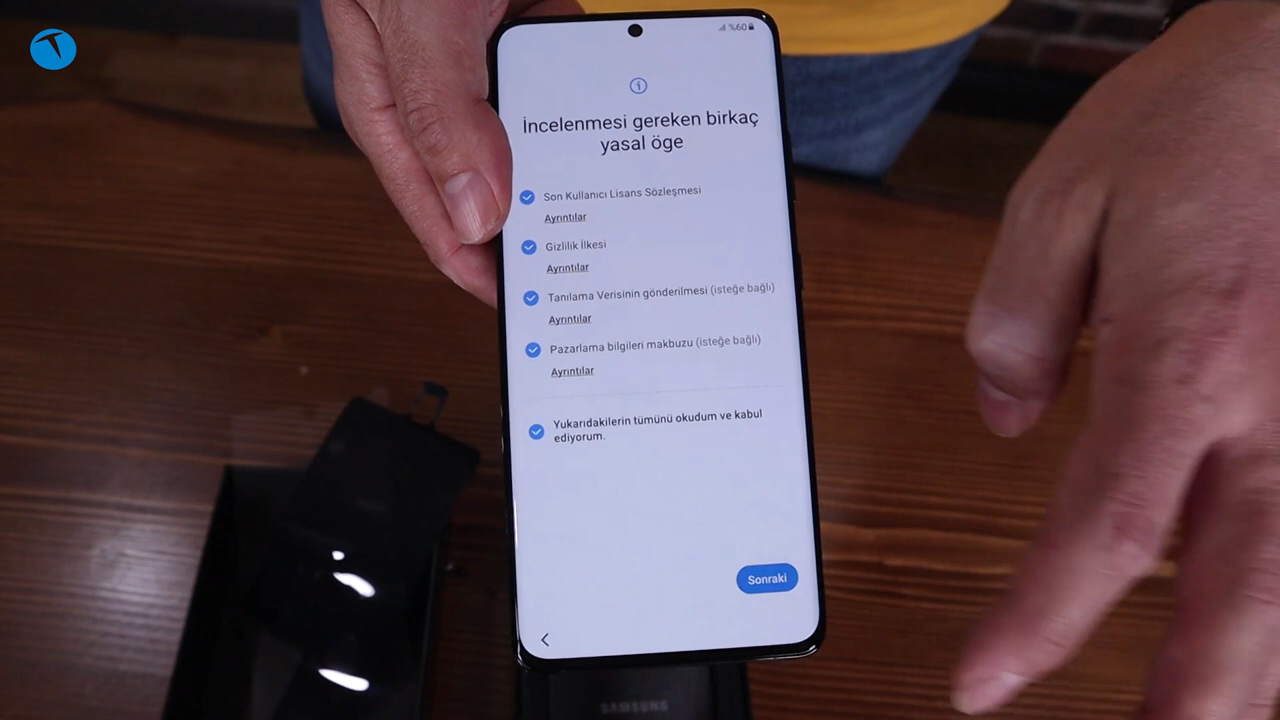 %60
İncelenmesi gereken birkaç
yasal öge
Son Kullanıcı Lisans Sözleşmesi
Ayrıntılar
Gizlilik İlkesi
Ayrıntılar
Tanılama Verisinin gönderilmesi (isteğe bağlı)
Ayrıntılar
Pazarlama bilgileri makbuzu (isteğe bağlı)
Ayrıntılar
Yukarıdakilerin tümünü okudum ve kabul
ediyorum.
Sonraki
SAMSUNG